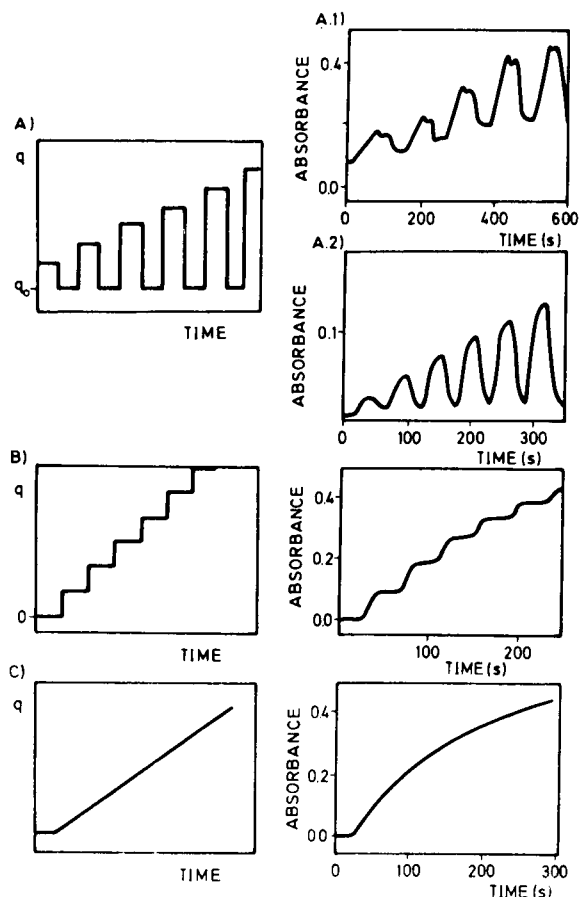 A)
q
q₀
TIME
A.1)
ABSORBANCE
0.4
0.0
0 200 400 600
TIME (s)
A.2)
ABSORBANCE
0.1
0 100 200 300
TIME (s)
B)
q
0
TIME
ABSORBANCE
0.4
0.2
0.0
100 200
TIME (s)
C)
q
TIME
ABSORBANCE
0.4
0.2
0.0
0 100 200 300
TIME (s)